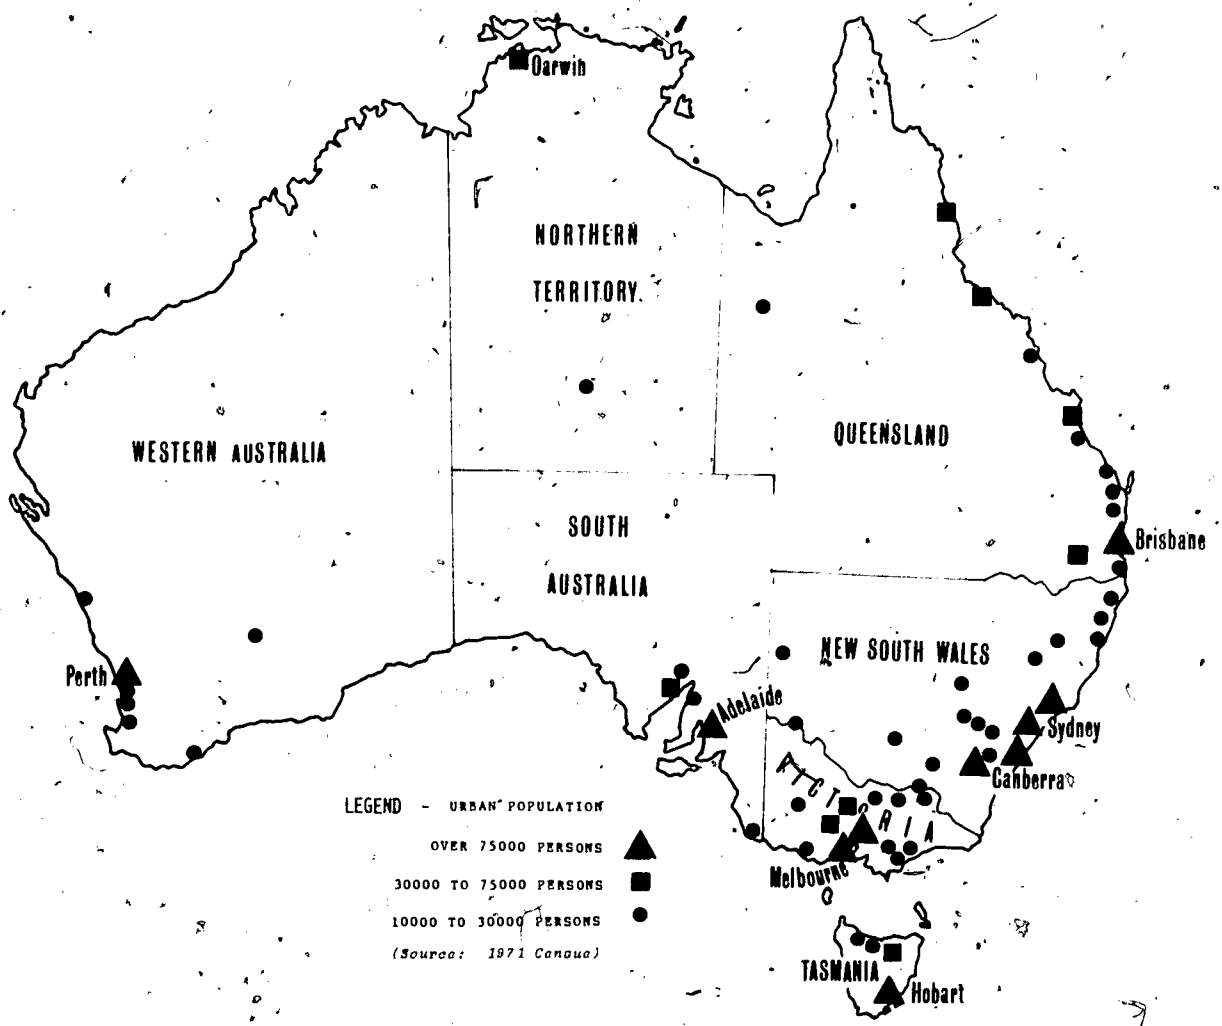 Oarwin
NORTHERN
TERRITORY.
WESTERN AUSTRALIA
QUEENSLAND
SOUTH
AUSTRALIA
Brisbane
NEW SOUTH WALES
Perth
Adelaide
Sydney
Canberra
VICTORIA
Melbourne
LEGEND - URBAN POPULATION
OVER 75000 PERSONS
30000 TO 75000 PERSONS
10000 TO 30000 PERSONS
(Source: 1971 Census)
TASMANIA
Hobart